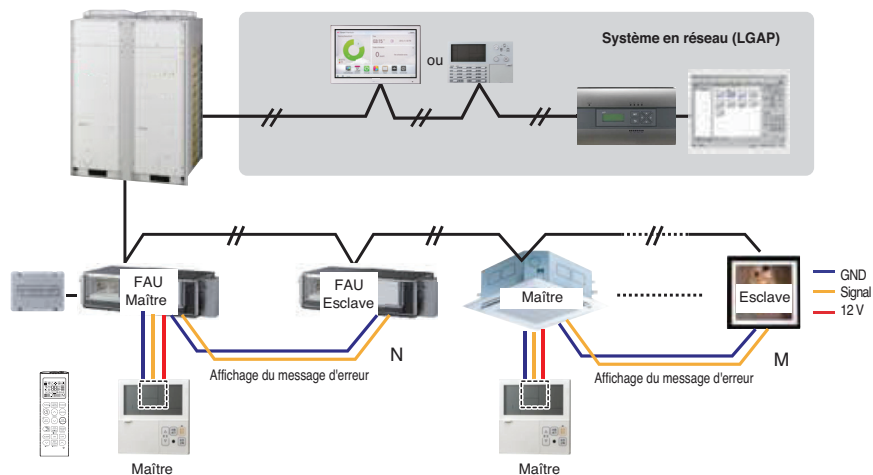 Système en réseau (LGAP)
ou
FAU
Maître
FAU
Esclave
Maître
Esclave
GND
Signal
12 V
N
M
Affichage du message d'erreur
Affichage du message d'erreur
Maître
Maître